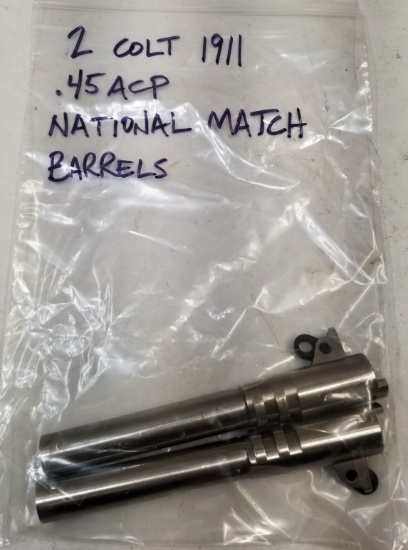 2 COLT 1911
.45 ACP
NATIONAL MATCH
BARRELS